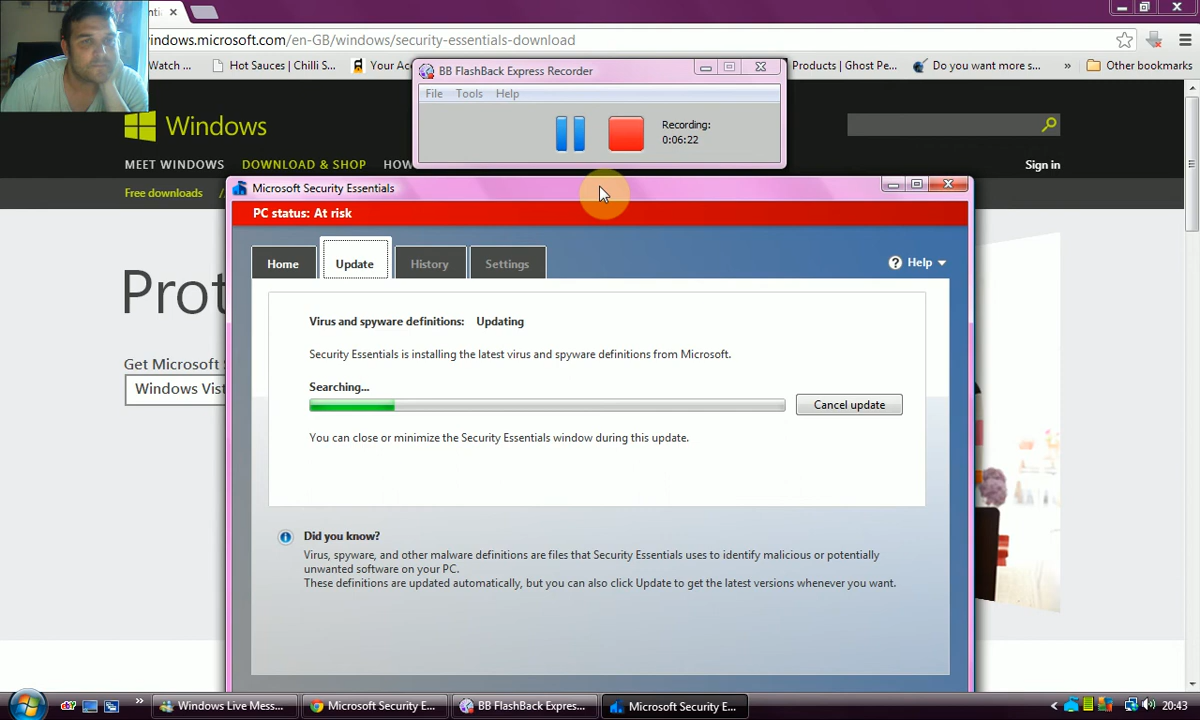 nti...
indows.microsoft.com/en-GB/windows/security-essentials-download
Watch ...
Hot Sauces | Chilli S...
Your Acc
Products | Ghost Pe...
Do you want more s...
»
Other bookmarks
BB FlashBack Express Recorder
File Tools Help
Recording:
0:06:22
Windows
MEET WINDOWS
DOWNLOAD & SHOP
HOW
Sign in
Free downloads /
Microsoft Security Essentials
PC status: At risk
Home
Update
History
Settings
Help
Prot
Get Microsoft S
Windows Vist
Virus and spyware definitions: Updating
Security Essentials is installing the latest virus and spyware definitions from Microsoft.
Searching...
Cancel update
You can close or minimize the Security Essentials window during this update.
Did you know?
Virus, spyware, and other malware definitions are files that Security Essentials uses to identify malicious or potentially
unwanted software on your PC.
These definitions are updated automatically, but you can also click Update to get the latest versions whenever you want.
»
Windows Live Mess...
Microsoft Security E...
BB FlashBack Expres...
Microsoft Security E...
20:43